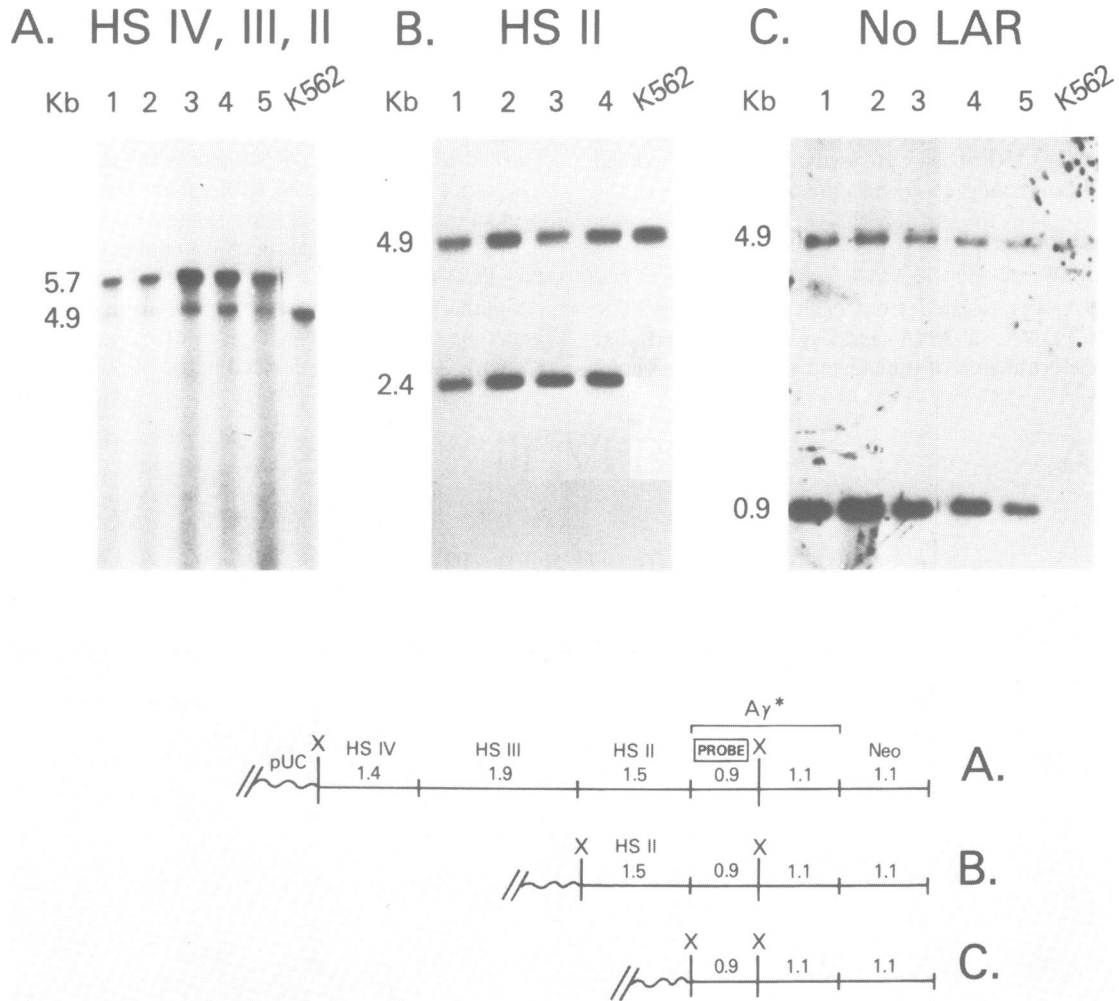 A. HS IV, III, II
Kb 1 2 3 4 5 K562
5.7
4.9
B. HS II
Kb 1 2 3 4 K562
4.9
2.4
C. No LAR
Kb 1 2 3 4 5 K562
4.9
0.9
Aγ*
pUC X HS IV HS III HS II PROBE X Neo
1.4 1.9 1.5 0.9 1.1 1.1 A.
X HS II X
1.5 0.9 1.1 1.1 B.
X X
0.9 1.1 1.1 C.